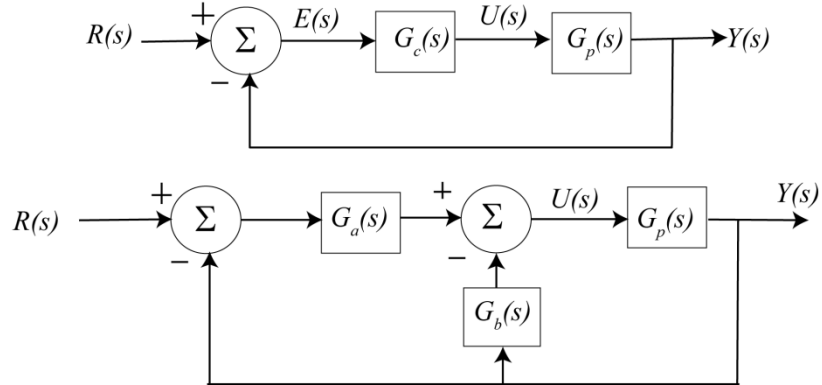 R(s) + Σ − E(s) G_c(s) U(s) G_p(s) Y(s)
R(s) + Σ − G_a(s) + Σ − U(s) G_p(s) Y(s)
G_b(s)